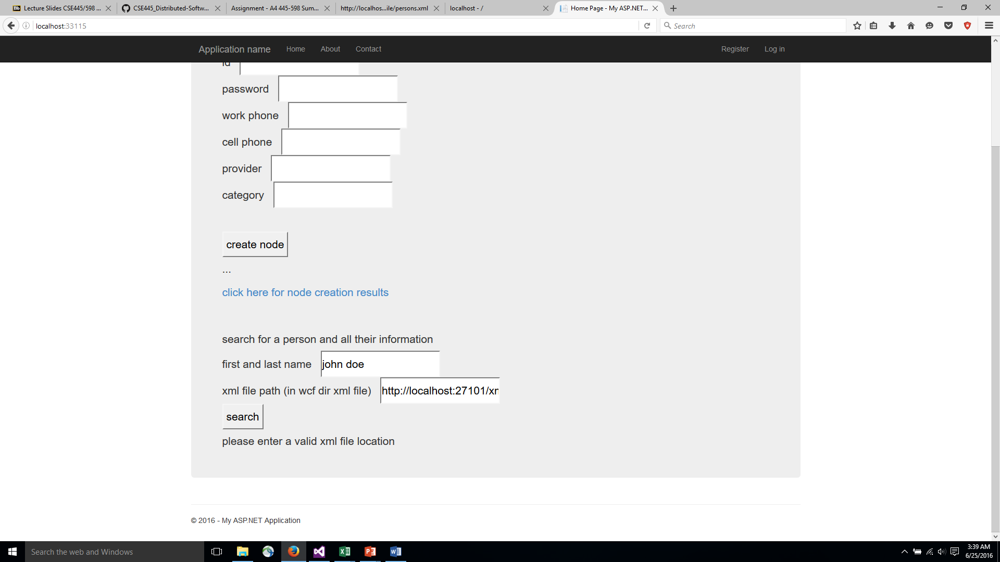 Bb Lecture Slides CSE445/598 ...
CSE445_Distributed-Softw...
Assignment - A4 445-598 Sum...
http://localhos...ile/persons.xml
localhost - /
Home Page - My ASP.NET...
localhost:33115
Search
Application name Home About Contact Register Log in
id
password
work phone
cell phone
provider
category
create node
...
click here for node creation results
search for a person and all their information
first and last name john doe
xml file path (in wcf dir xml file) http://localhost:27101/xm
search
please enter a valid xml file location
© 2016 - My ASP.NET Application
Search the web and Windows
3:39 AM
6/25/2016